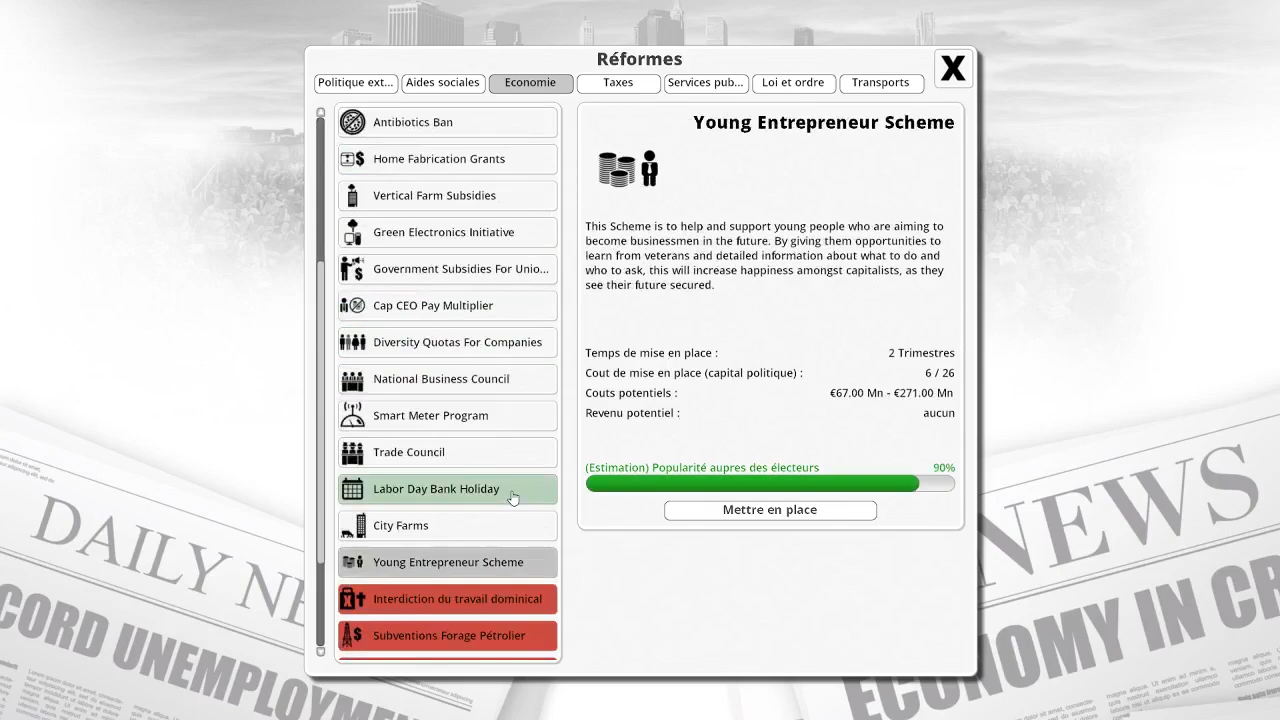 Réformes
X
Politique ext...
Aides sociales
Economie
Taxes
Services pub...
Loi et ordre
Transports
Antibiotics Ban
Home Fabrication Grants
Vertical Farm Subsidies
Green Electronics Initiative
Government Subsidies For Unio...
Cap CEO Pay Multiplier
Diversity Quotas For Companies
National Business Council
Smart Meter Program
Trade Council
Labor Day Bank Holiday
City Farms
Young Entrepreneur Scheme
Interdiction du travail dominical
Subventions Forage Pétrolier
Young Entrepreneur Scheme
This Scheme is to help and support young people who are aiming to
become businessmen in the future. By giving them opportunities to
learn from veterans and detailed information about what to do and
who to ask, this will increase happiness amongst capitalists, as they
see their future secured.
Temps de mise en place : 2 Trimestres
Cout de mise en place (capital politique) : 6 / 26
Couts potentiels : €67.00 Mn - €271.00 Mn
Revenu potentiel : aucun
(Estimation) Popularité aupres des électeurs 90%
Mettre en place
DAILY NE
CORD UNEMPLOYM
NEWS
ECONOMY IN CR